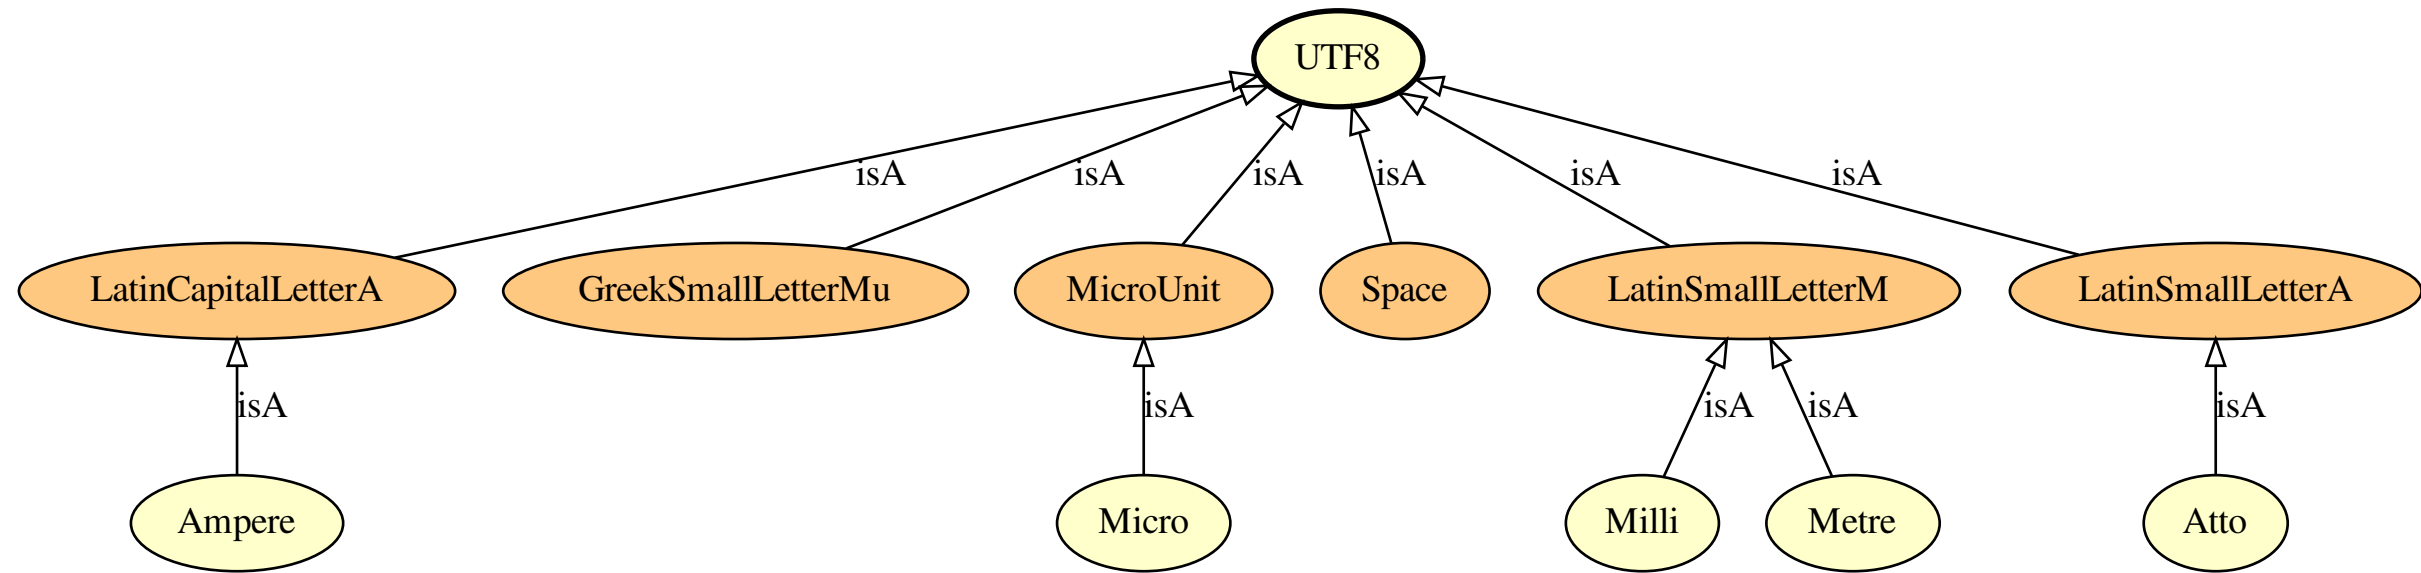 UTF8
isA isA isA isA isA isA
LatinCapitalLetterA GreekSmallLetterMu MicroUnit Space LatinSmallLetterM LatinSmallLetterA
isA isA isA isA isA
Ampere Micro Milli Metre Atto